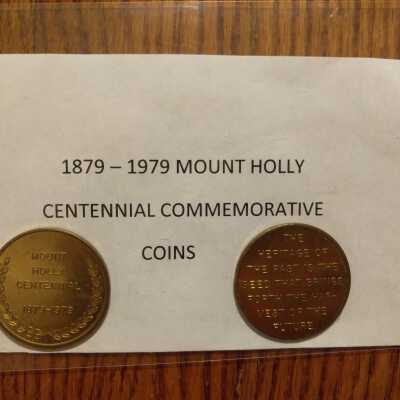 1879 – 1979 MOUNT HOLLY
CENTENNIAL COMMEMORATIVE
COINS
MOUNT
HOLLY
CENTENNIAL
1879-1979
THE
HERITAGE OF
THE PAST IS THE
SEED THAT BRINGS
FORTH THE HAR-
VEST OF THE
FUTURE